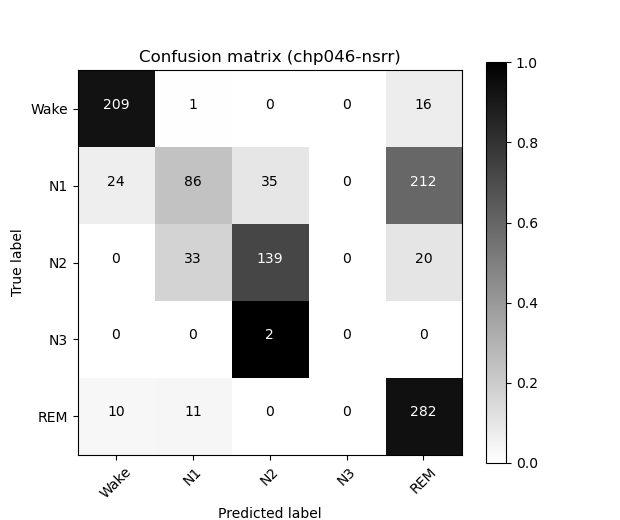 Confusion matrix (chp046-nsrr)
1.0
Wake 209 1 0 0 16
0.8
N1 24 86 35 0 212
0.6
True label
N2 0 33 139 0 20
0.4
N3 0 0 2 0 0
0.2
REM 10 11 0 0 282
0.0
Wake N1 N2 N3 REM
Predicted label